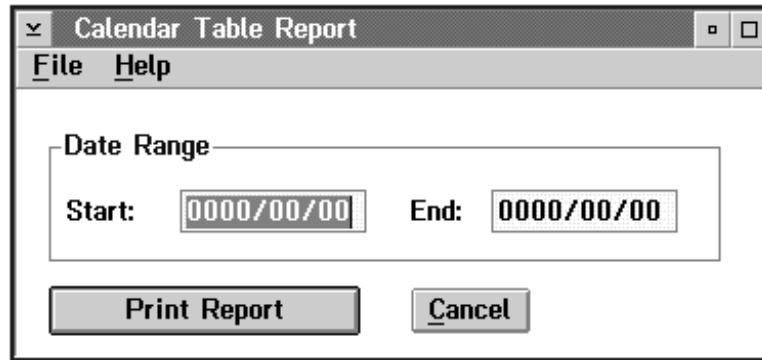 Calendar Table Report
File Help
Date Range
Start: 0000/00/00 End: 0000/00/00
Print Report Cancel